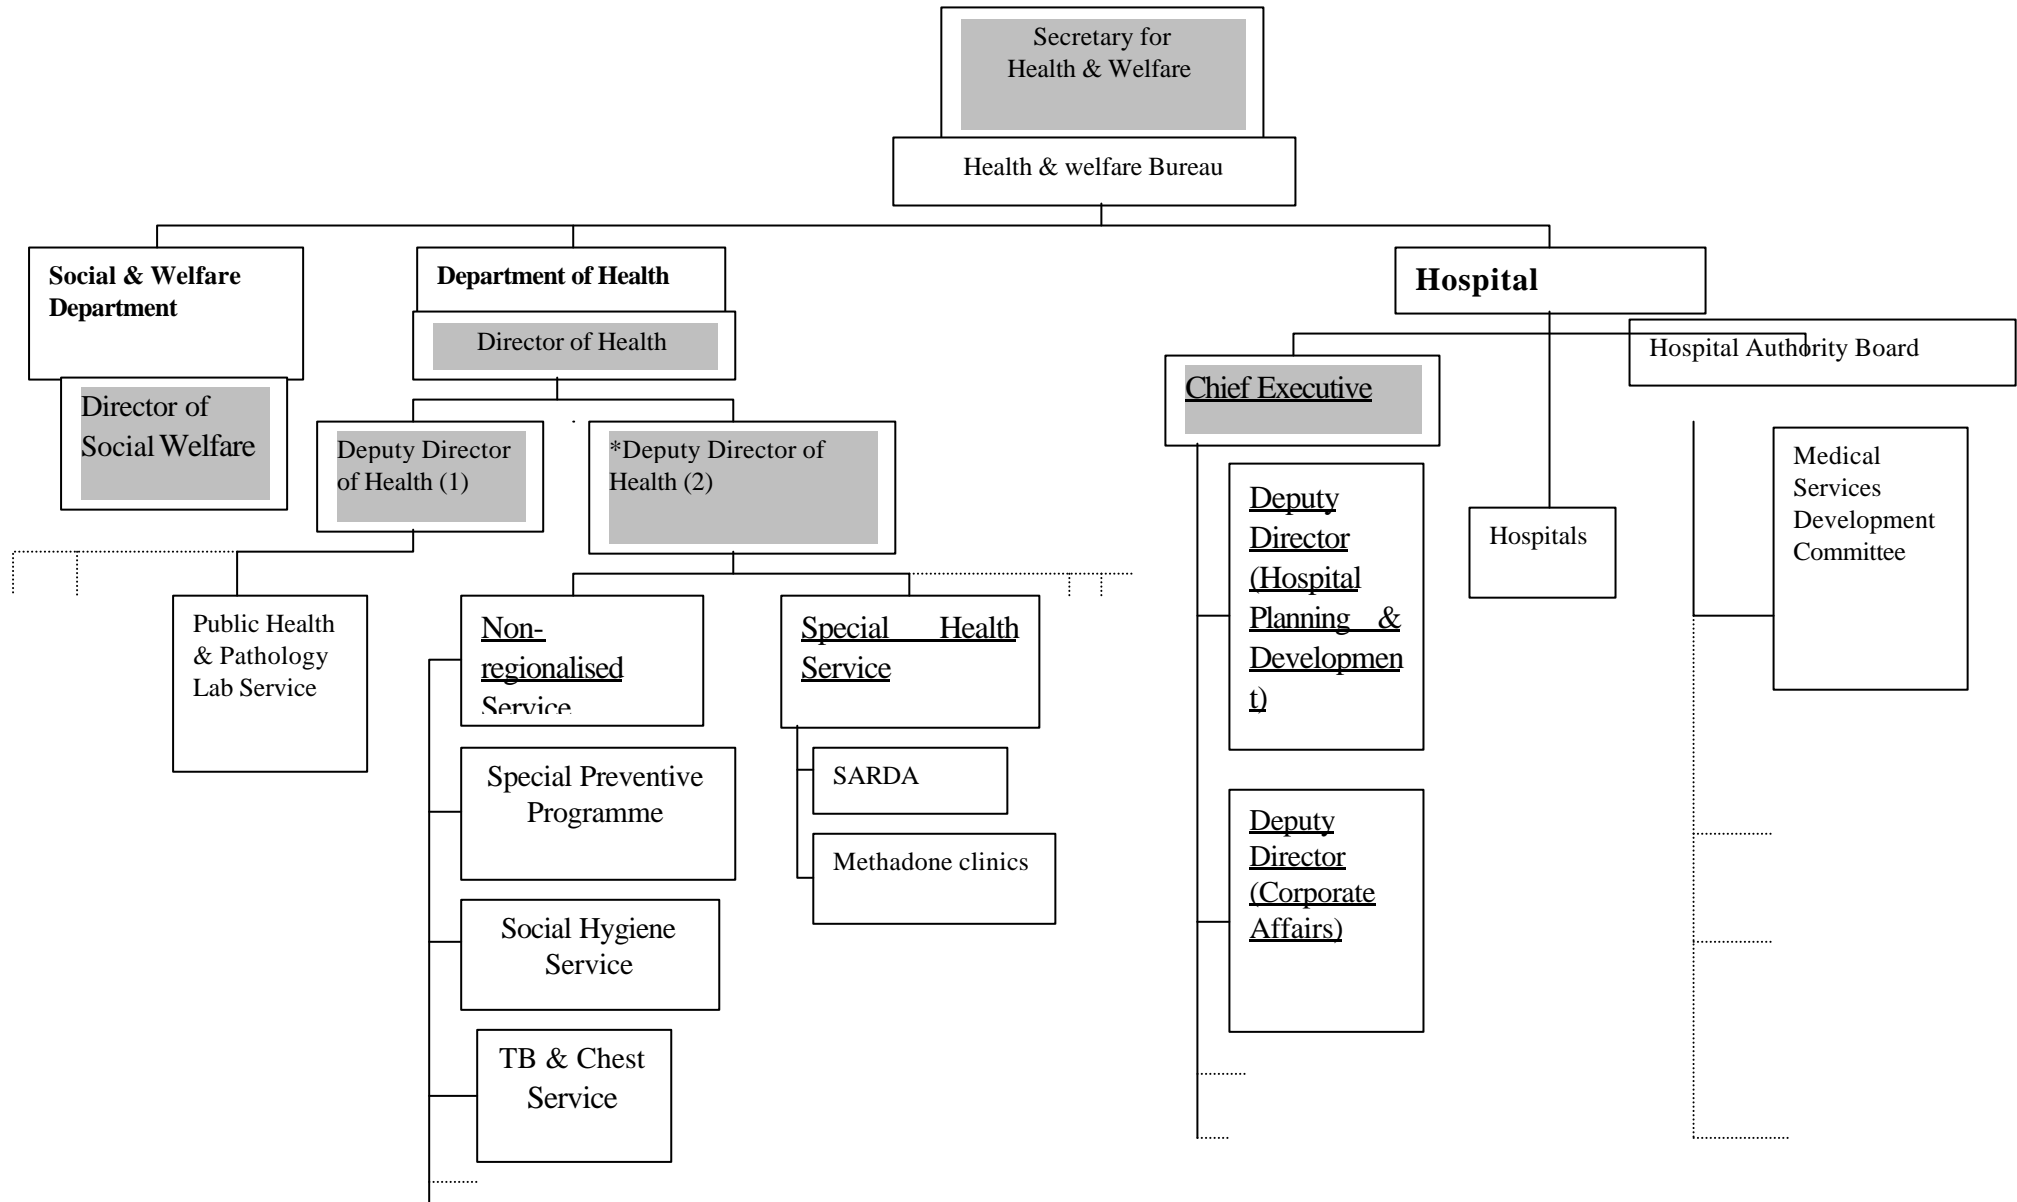 Secretary for
Health & Welfare
Health & welfare Bureau
Social & Welfare
Department
Director of
Social Welfare
Department of Health
Director of Health
Deputy Director
of Health (1)
*Deputy Director of
Health (2)
Public Health
& Pathology
Lab Service
Non-
regionalised
Service
Special Preventive
Programme
Social Hygiene
Service
TB & Chest
Service
Special Health
Service
SARDA
Methadone clinics
Hospital
Chief Executive
Deputy
Director
(Hospital
Planning &
Developmen
t)
Deputy
Director
(Corporate
Affairs)
Hospitals
Hospital Authority Board
Medical
Services
Development
Committee